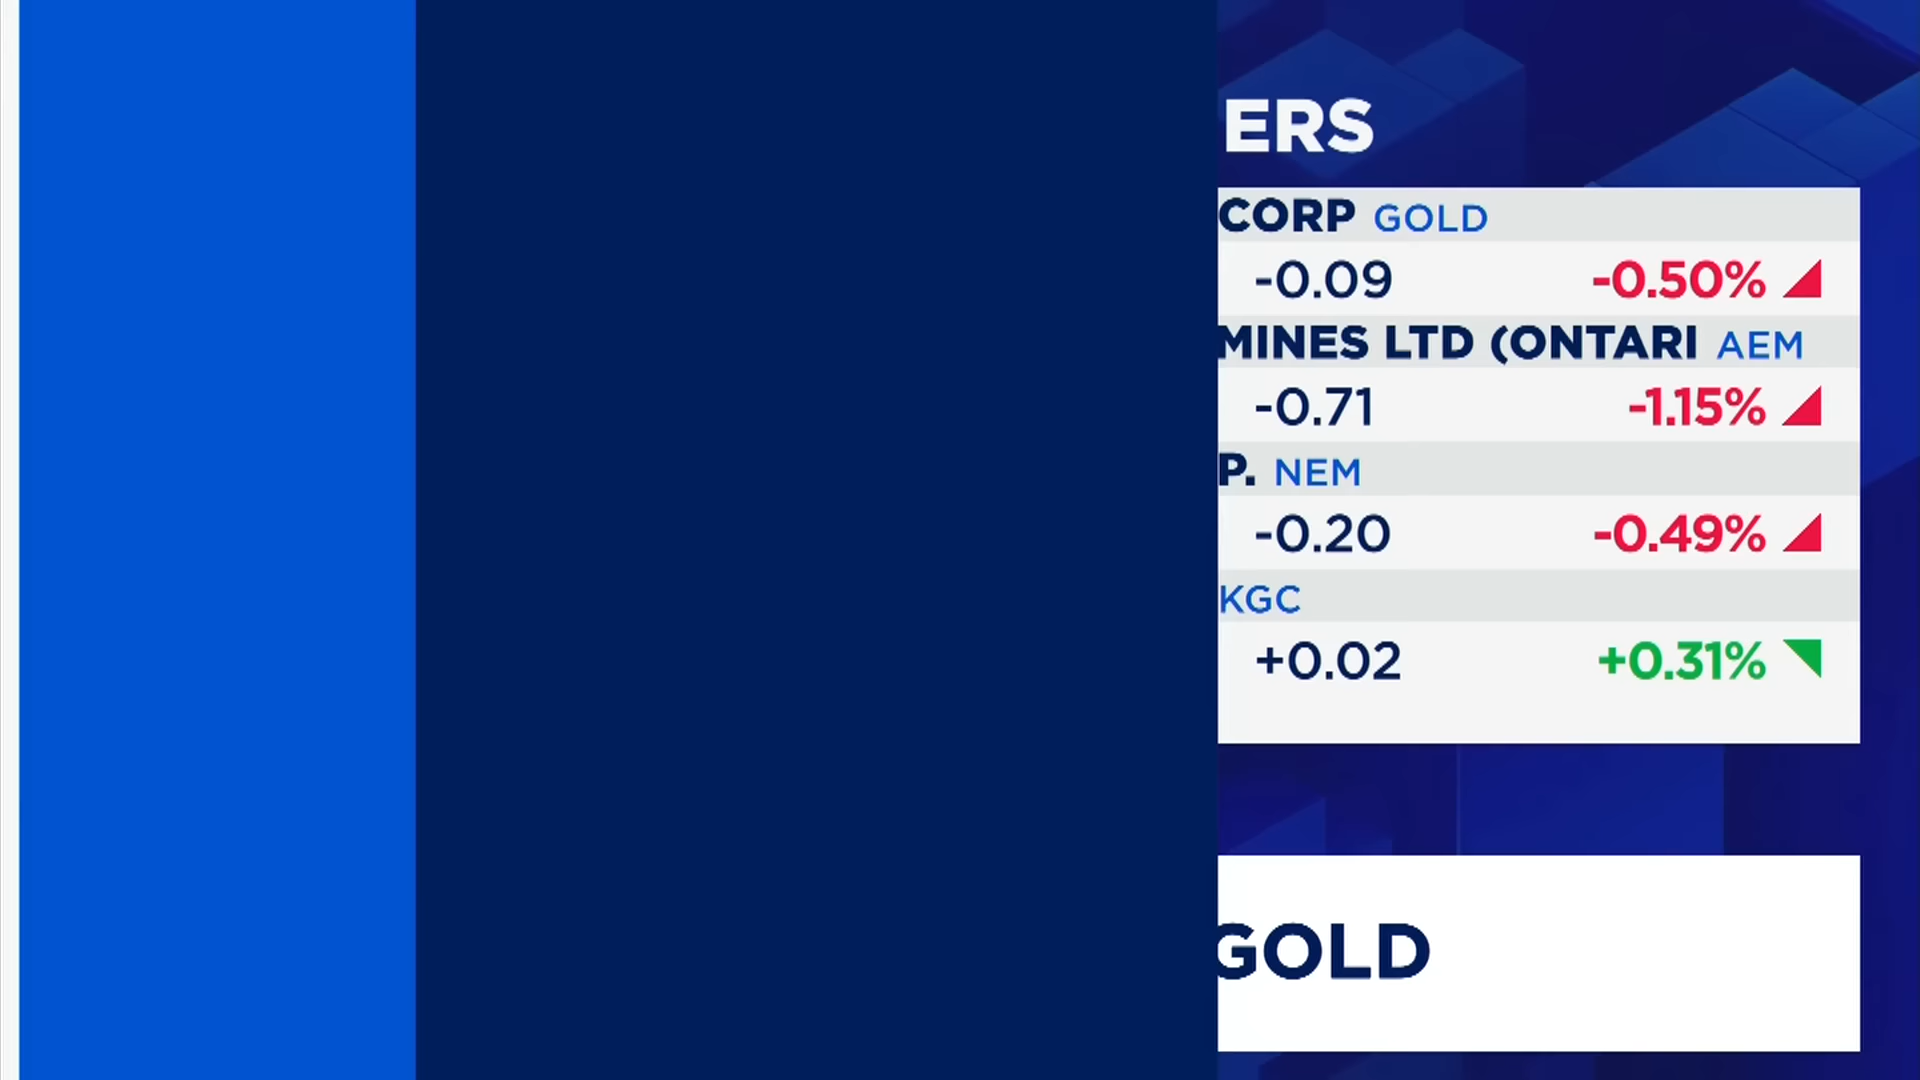 ERS
CORP GOLD
-0.09 -0.50%
MINES LTD (ONTARI AEM
-0.71 -1.15%
P. NEM
-0.20 -0.49%
KGC
+0.02 +0.31%
GOLD